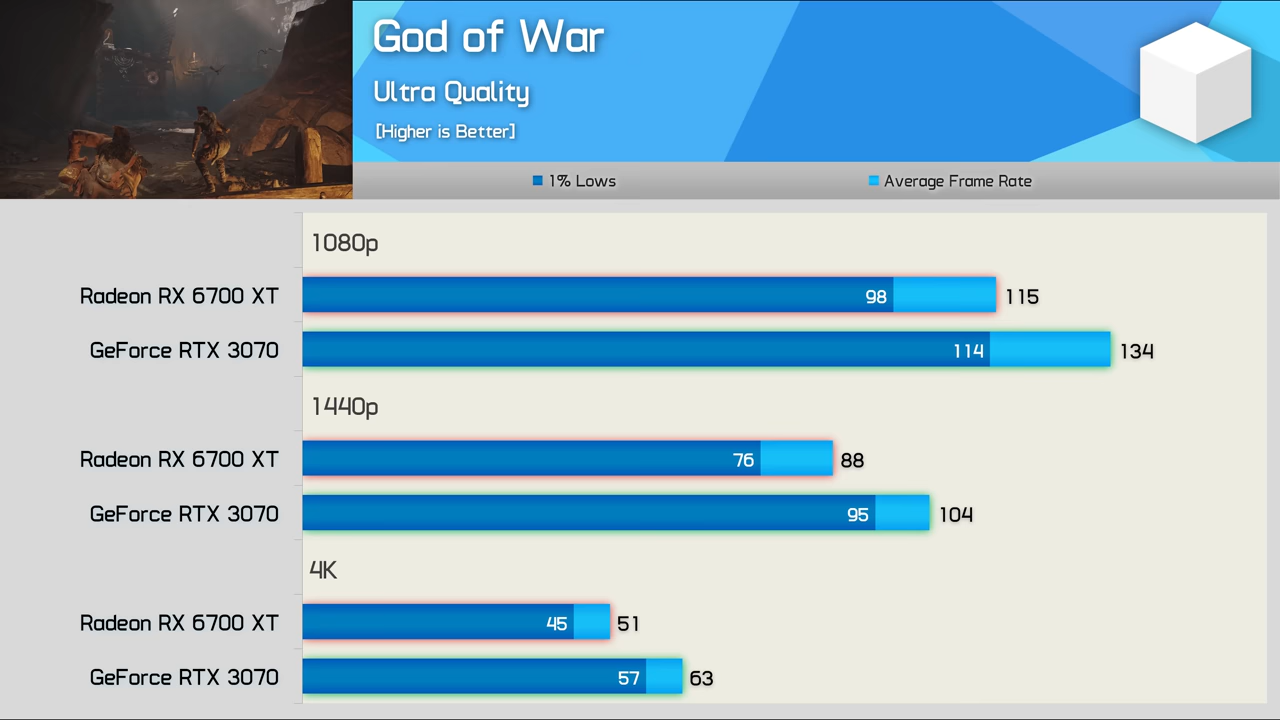 God of War
Ultra Quality
[Higher is Better]
1% Lows Average Frame Rate
1080p
Radeon RX 6700 XT 98 115
GeForce RTX 3070 114 134
1440p
Radeon RX 6700 XT 76 88
GeForce RTX 3070 95 104
4K
Radeon RX 6700 XT 45 51
GeForce RTX 3070 57 63